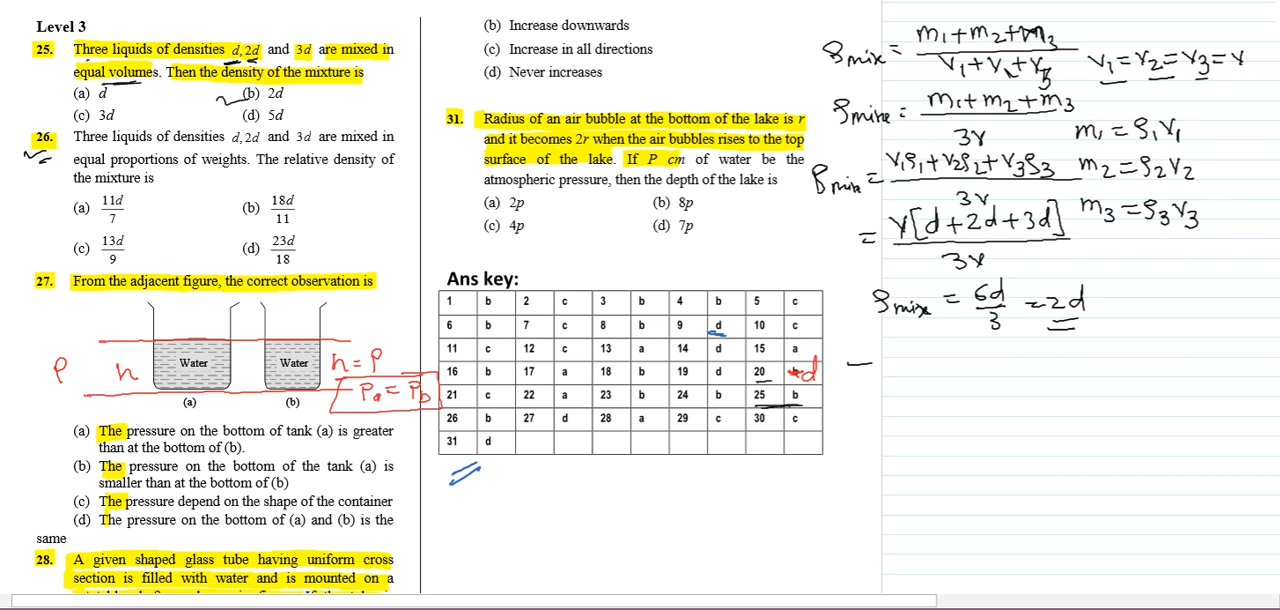 Level 3
25. Three liquids of densities d, 2d and 3d are mixed in
equal volumes. Then the density of the mixture is
(a) d (b) 2d
(c) 3d (d) 5d
26. Three liquids of densities d, 2d and 3d are mixed in
equal proportions of weights. The relative density of
the mixture is
(a) 11d/7 (b) 18d/11
(c) 13d/9 (d) 23d/18
27. From the adjacent figure, the correct observation is
P h Water Water h = P
Pa = Pb
(a) (b)
(a) The pressure on the bottom of tank (a) is greater
than at the bottom of (b).
(b) The pressure on the bottom of the tank (a) is
smaller than at the bottom of (b)
(c) The pressure depend on the shape of the container
(d) The pressure on the bottom of (a) and (b) is the
same
28. A given shaped glass tube having uniform cross
section is filled with water and is mounted on a
(b) Increase downwards
(c) Increase in all directions
(d) Never increases
31. Radius of an air bubble at the bottom of the lake is r
and it becomes 2r when the air bubbles rises to the top
surface of the lake. If P cm of water be the
atmospheric pressure, then the depth of the lake is
(a) 2p (b) 8p
(c) 4p (d) 7p
Ans key:
1 b 2 c 3 b 4 b 5 c
6 b 7 c 8 b 9 d 10 c
11 c 12 c 13 a 14 d 15 a
16 b 17 a 18 b 19 d 20 d
21 c 22 a 23 b 24 b 25 b
26 b 27 d 28 a 29 c 30 c
31 d
ρmix = (m1+m2+m3)/(V1+V2+V3) V1=V2=V3=V
ρmix = (m1+m2+m3)/3V m1 = ρ1V1
ρmix = (V1ρ1+V2ρ2+V3ρ3)/3V m2 = ρ2V2
= V[d+2d+3d]/3V m3 = ρ3V3
ρmix = 6d/3 = 2d